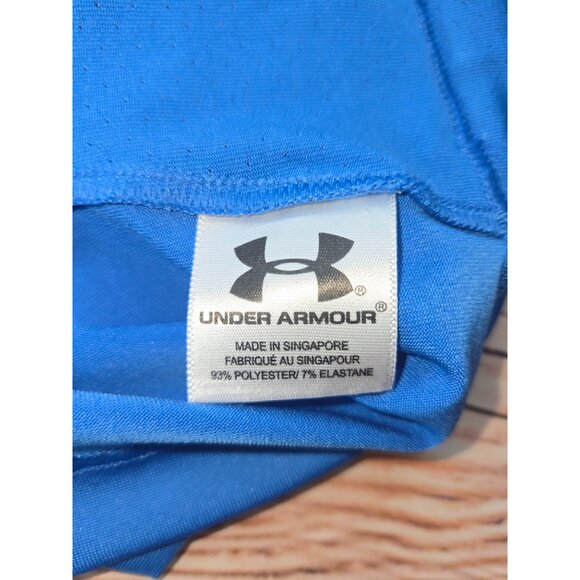 ®
UNDER ARMOUR®
MADE IN SINGAPORE
FABRIQUÉ AU SINGAPOUR
93% POLYESTER/ 7% ELASTANE